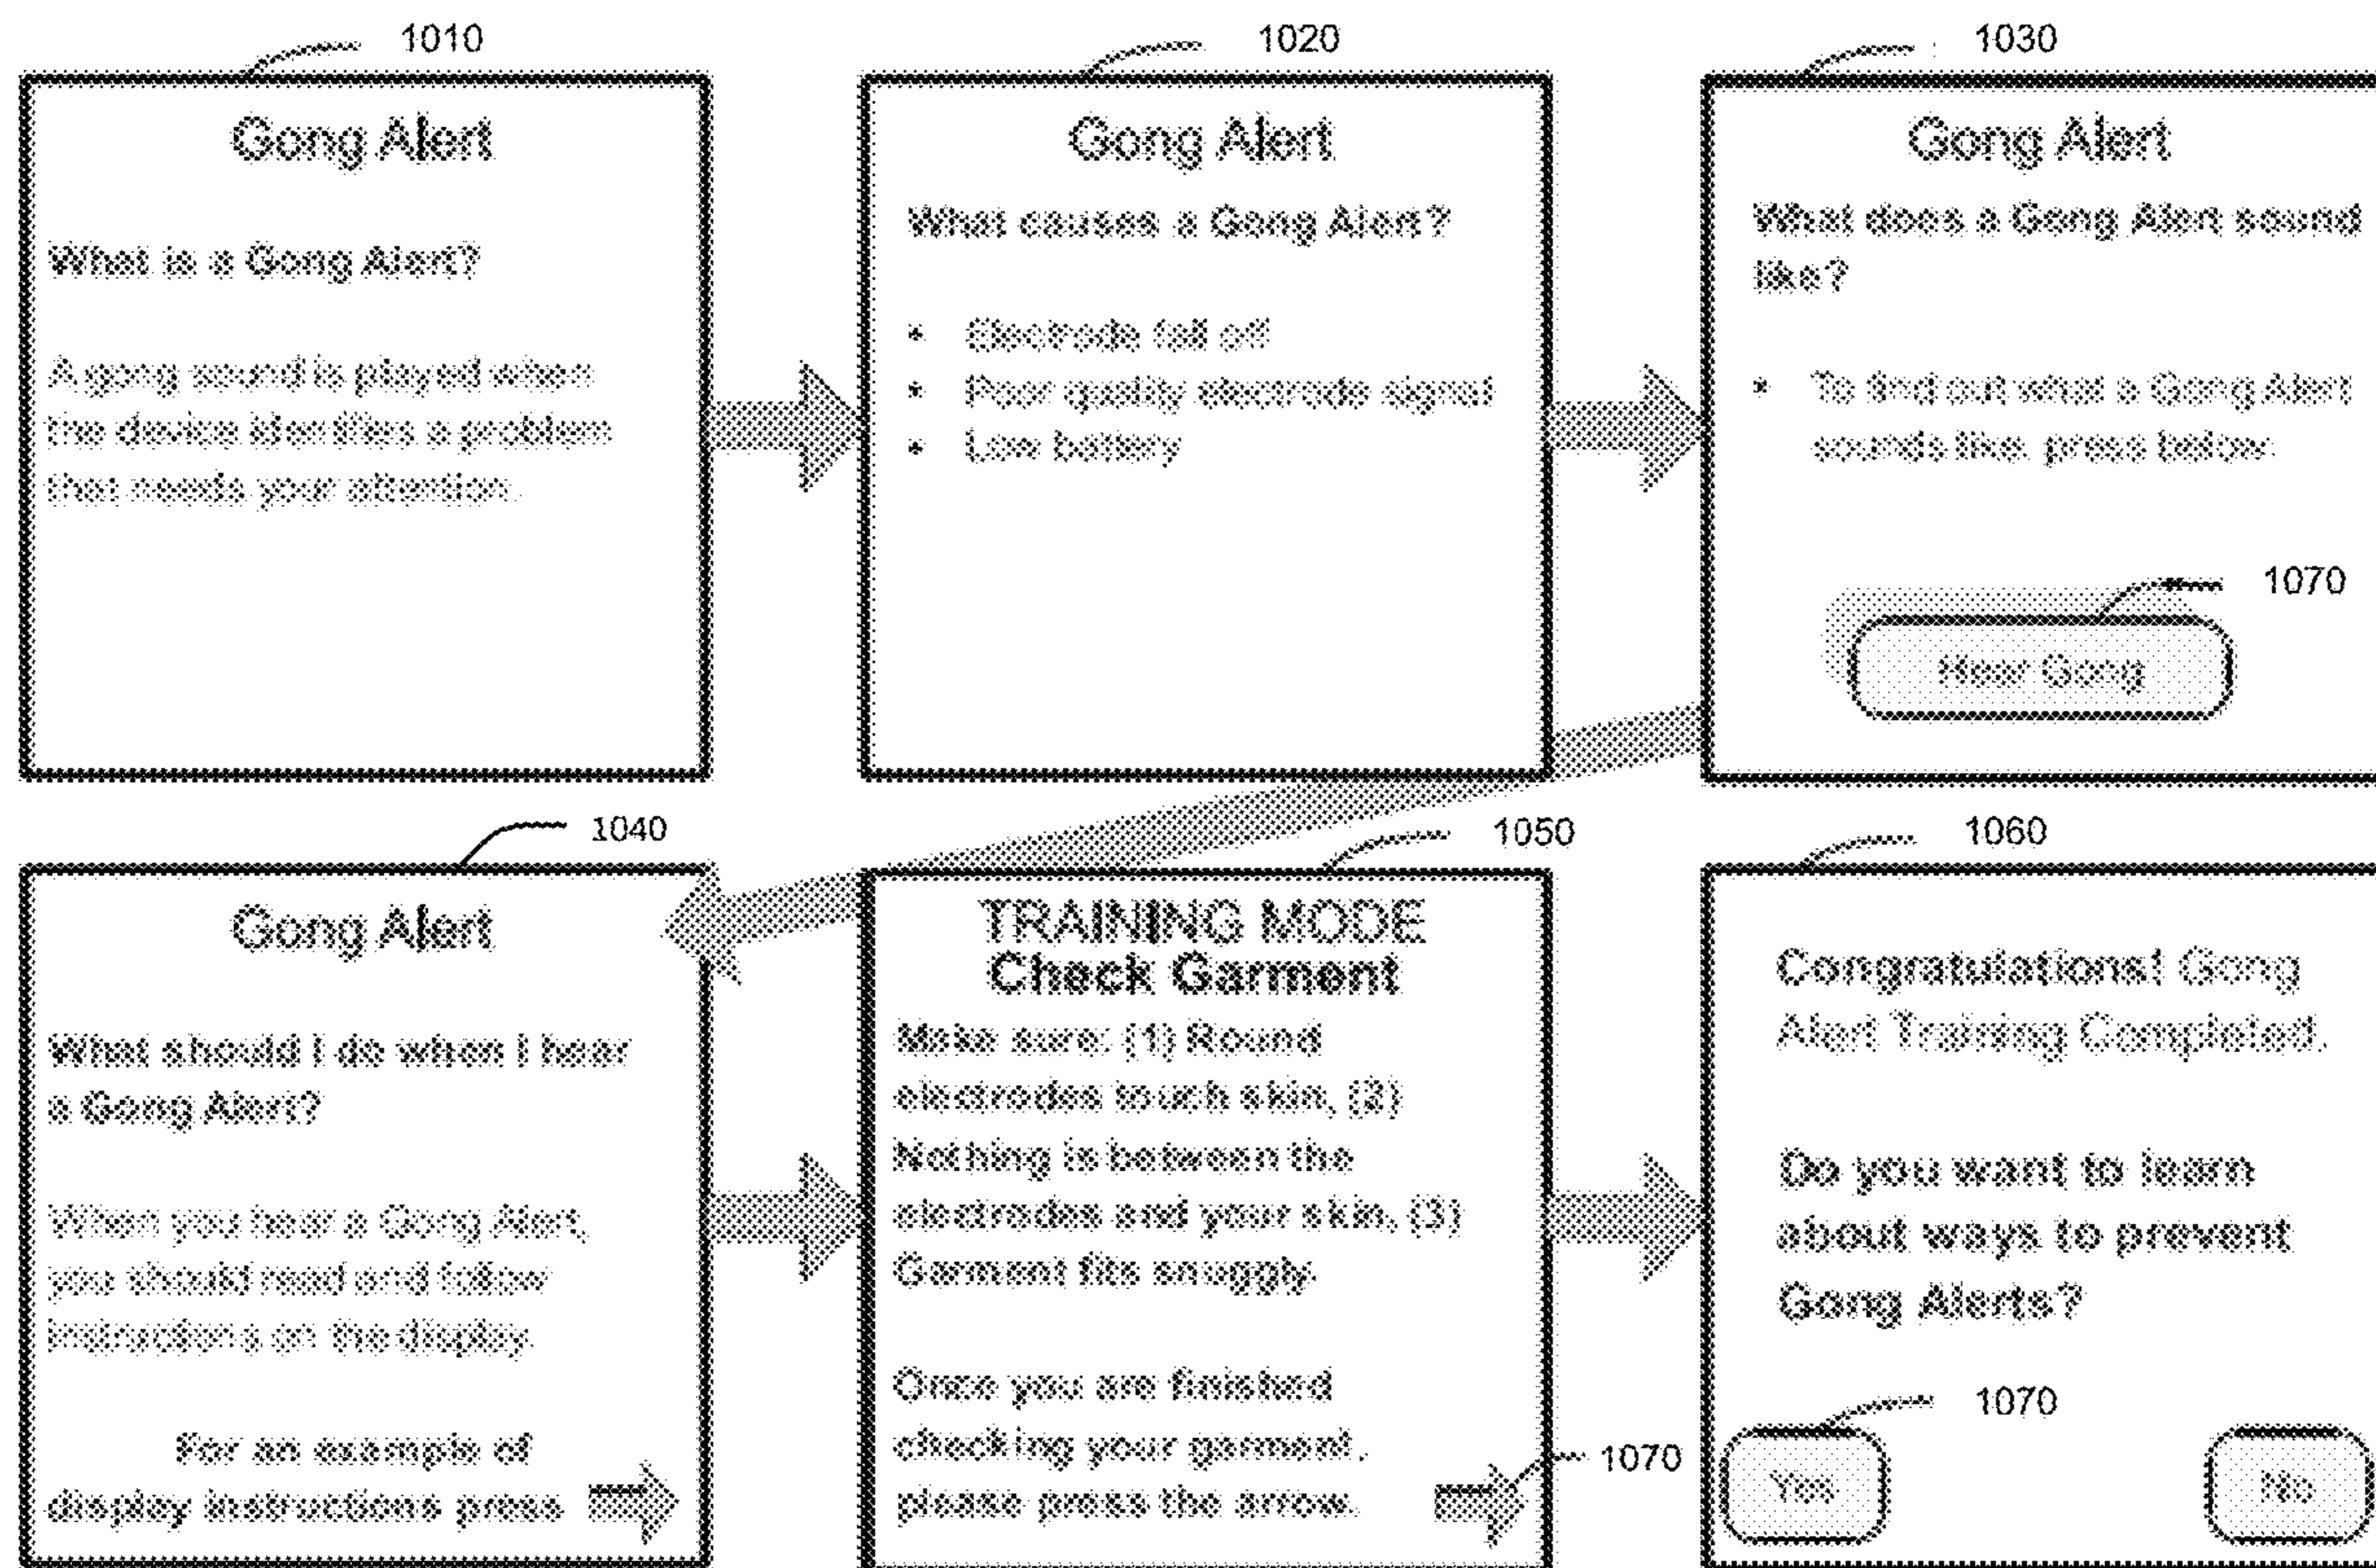 1010
Gong Alert
What is a Gong Alert?
A gong sound is played when
the device identifies a problem
that needs your attention.
1020
Gong Alert
What causes a Gong Alert?
• Electrode fall off
• Poor quality electrode signal
• Low battery
1030
Gong Alert
What does a Gong Alert sound
like?
• To find out what a Gong Alert
sounds like, press below.
1070
Hear Gong
1040
Gong Alert
What should I do when I hear
a Gong Alert?
When you hear a Gong Alert,
you should read and follow
instructions on the display.
For an example of
display instructions press
1050
TRAINING MODE
Check Garment
Make sure: (1) Round
electrodes touch skin, (2)
Nothing is between the
electrodes and your skin, (3)
Garment fits snuggly.
Once you are finished
checking your garment,
please press the arrow.
1070
1060
Congratulations! Gong
Alert Training Completed.
Do you want to learn
about ways to prevent
Gong Alerts?
1070
Yes
No